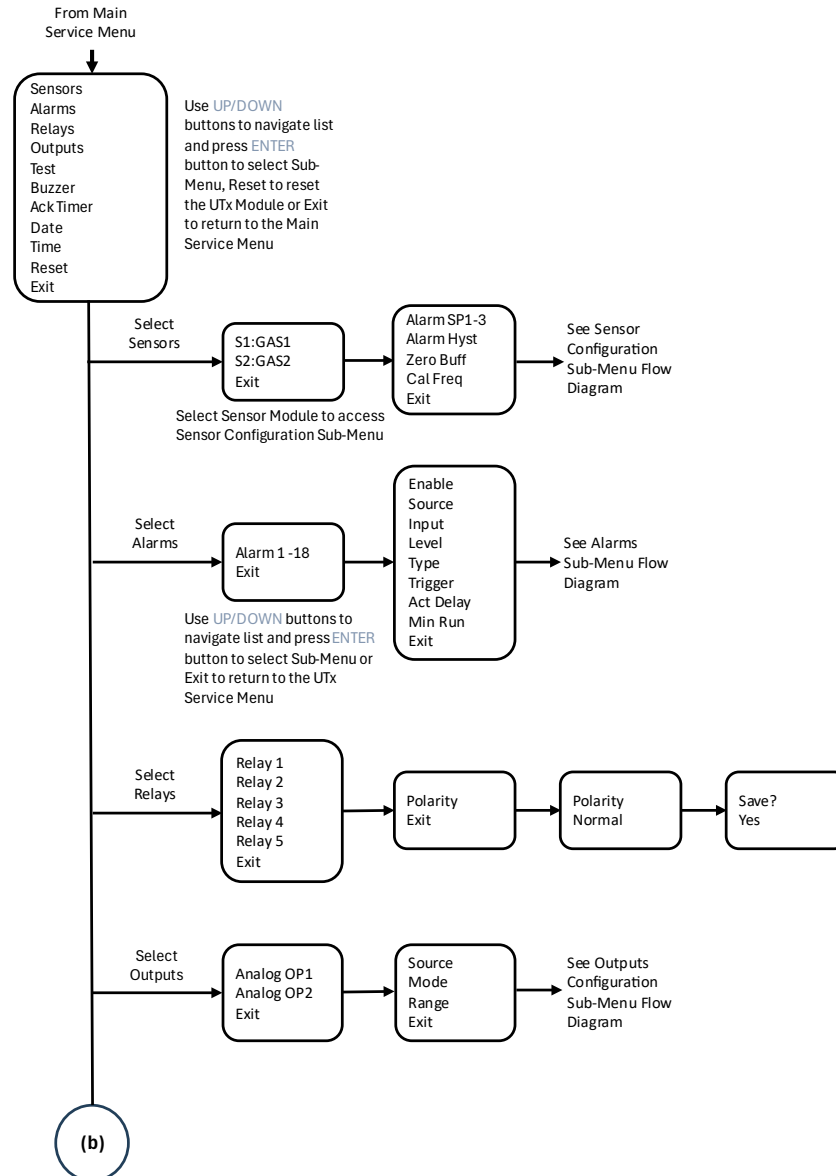 From Main
Service Menu
Sensors
Alarms
Relays
Outputs
Test
Buzzer
Ack Timer
Date
Time
Reset
Exit
Use UP/DOWN
buttons to navigate list
and press ENTER
button to select Sub-
Menu, Reset to reset
the UTx Module or Exit
to return to the Main
Service Menu
Select
Sensors
S1:GAS1
S2:GAS2
Exit
Select Sensor Module to access
Sensor Configuration Sub-Menu
Alarm SP1-3
Alarm Hyst
Zero Buff
Cal Freq
Exit
See Sensor
Configuration
Sub-Menu Flow
Diagram
Select
Alarms
Alarm 1 -18
Exit
Use UP/DOWN buttons to
navigate list and press ENTER
button to select Sub-Menu or
Exit to return to the UTx
Service Menu
Enable
Source
Input
Level
Type
Trigger
Act Delay
Min Run
Exit
See Alarms
Sub-Menu Flow
Diagram
Select
Relays
Relay 1
Relay 2
Relay 3
Relay 4
Relay 5
Exit
Polarity
Exit
Polarity
Normal
Save?
Yes
Select
Outputs
Analog OP1
Analog OP2
Exit
Source
Mode
Range
Exit
See Outputs
Configuration
Sub-Menu Flow
Diagram
(b)